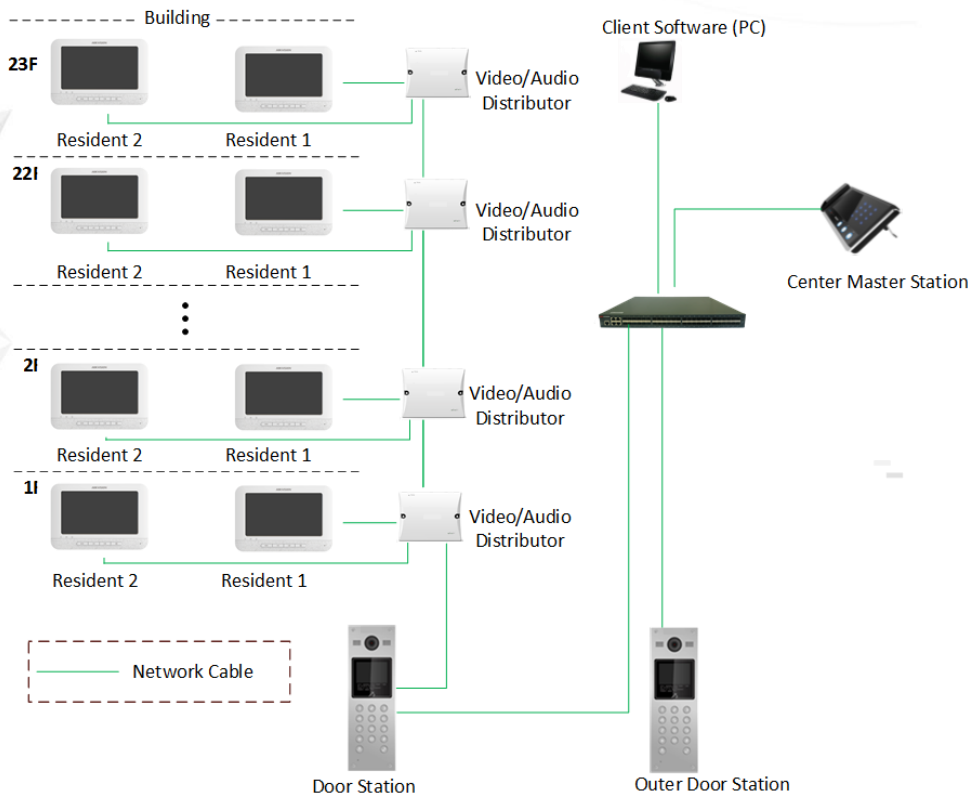 Building
Client Software (PC)
23F
Video/Audio
Distributor
Resident 2
Resident 1
22F
Video/Audio
Distributor
Center Master Station
Resident 2
Resident 1
2F
Video/Audio
Distributor
Resident 2
Resident 1
1F
Video/Audio
Distributor
Resident 2
Resident 1
Network Cable
Door Station
Outer Door Station